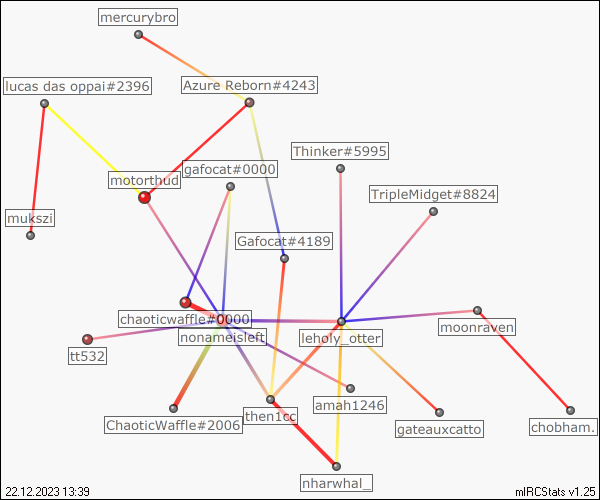 mercurybro
lucas das oppai#2396
Azure Reborn#4243
Thinker#5995
gafocat#0000
motorthud
TripleMidget#8824
mukszi
Gafocat#4189
chaoticwaffle#0000
nonameisleft
leholy_otter
moonraven
tt532
amah1246
then1cc
ChaoticWaffle#2006
gateauxcatto
chobham.
nharwhal_
22.12.2023 13:39
mIRCStats v1.25